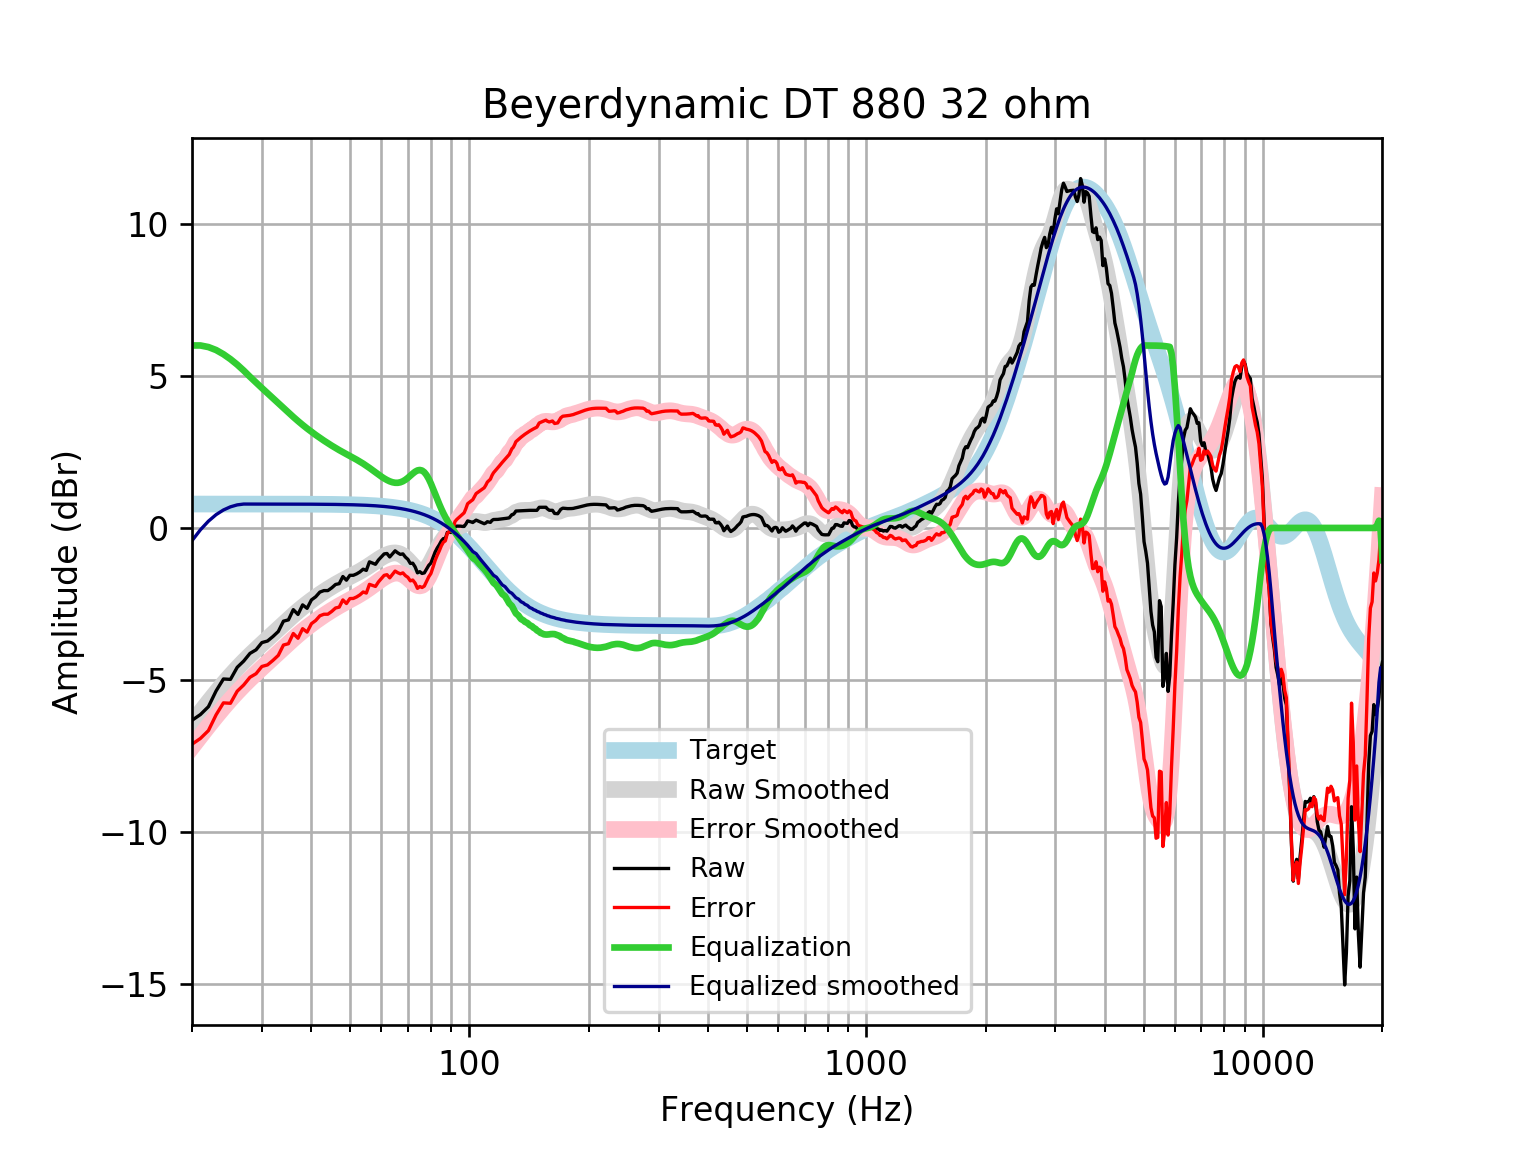 Beyerdynamic DT 880 32 ohm
Amplitude (dBr)
10
5
0
−5
−10
−15
Target
Raw Smoothed
Error Smoothed
Raw
Error
Equalization
Equalized smoothed
100
1000
10000
Frequency (Hz)